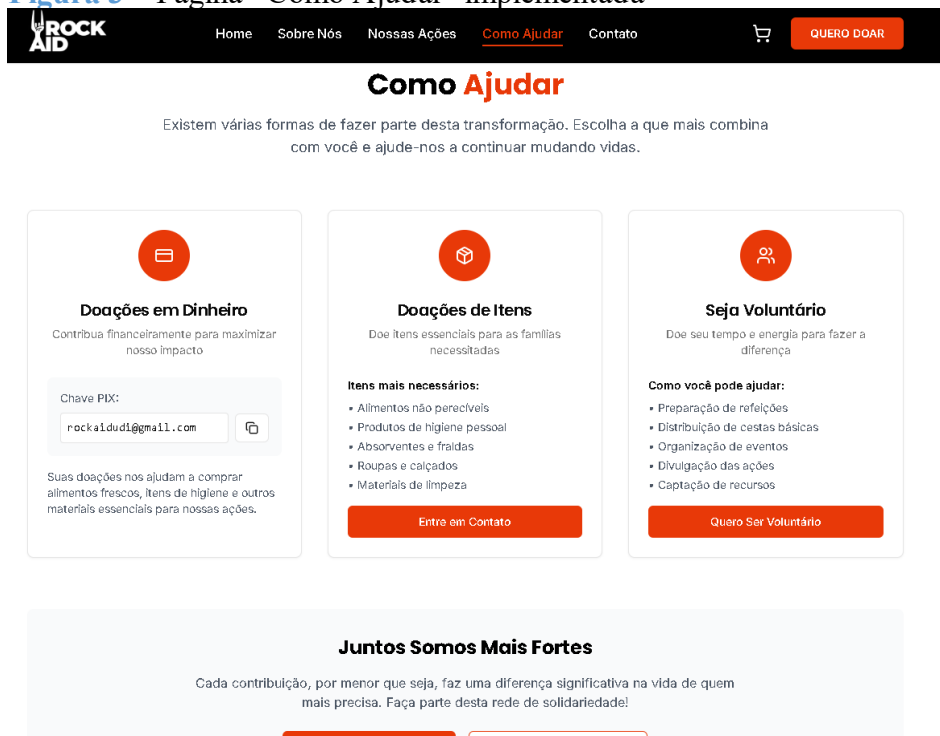 Figura 3 – Página "Como Ajudar" implementada
ROCK
AID
Home Sobre Nós Nossas Ações Como Ajudar Contato QUERO DOAR
Como Ajudar
Existem várias formas de fazer parte desta transformação. Escolha a que mais combina
com você e ajude-nos a continuar mudando vidas.
Doações em Dinheiro
Contribua financeiramente para maximizar
nosso impacto
Chave PIX:
rockaidudi@gmail.com
Suas doações nos ajudam a comprar
alimentos frescos, itens de higiene e outros
materiais essenciais para nossas ações.
Doações de Itens
Doe itens essenciais para as famílias
necessitadas
Itens mais necessários:
• Alimentos não perecíveis
• Produtos de higiene pessoal
• Absorventes e fraldas
• Roupas e calçados
• Materiais de limpeza
Entre em Contato
Seja Voluntário
Doe seu tempo e energia para fazer a
diferença
Como você pode ajudar:
• Preparação de refeições
• Distribuição de cestas básicas
• Organização de eventos
• Divulgação das ações
• Captação de recursos
Quero Ser Voluntário
Juntos Somos Mais Fortes
Cada contribuição, por menor que seja, faz uma diferença significativa na vida de quem
mais precisa. Faça parte desta rede de solidariedade!